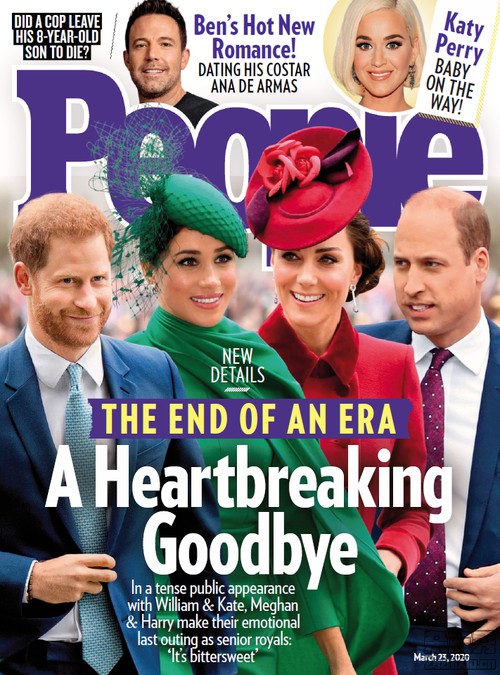 DID A COP LEAVE
HIS 8-YEAR-OLD
SON TO DIE?
Ben's Hot New
Romance!
DATING HIS COSTAR
ANA DE ARMAS
Katy
Perry
BABY
ON THE
WAY!
People
NEW
DETAILS
THE END OF AN ERA
A Heartbreaking
Goodbye
In a tense public appearance
with William & Kate, Meghan
& Harry make their emotional
last outing as senior royals:
'It's bittersweet'
March 23, 2020